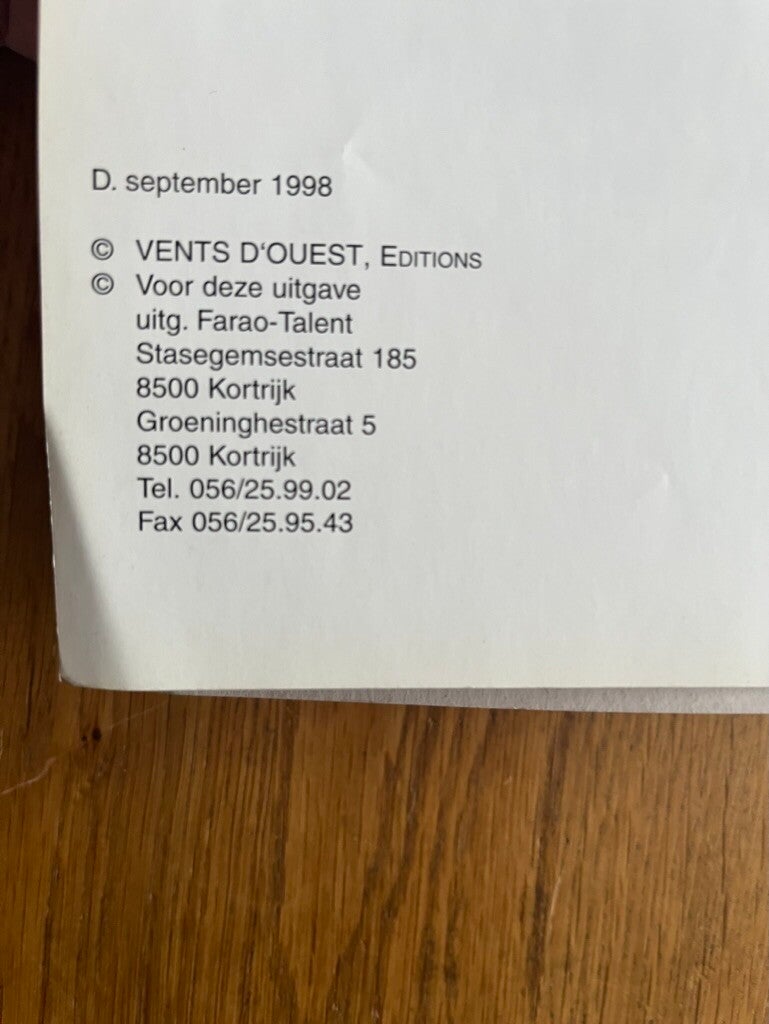 D. september 1998
© VENTS D'OUEST, EDITIONS
© Voor deze uitgave
uitg. Farao-Talent
Stasegemsestraat 185
8500 Kortrijk
Groeninghestraat 5
8500 Kortrijk
Tel. 056/25.99.02
Fax 056/25.95.43